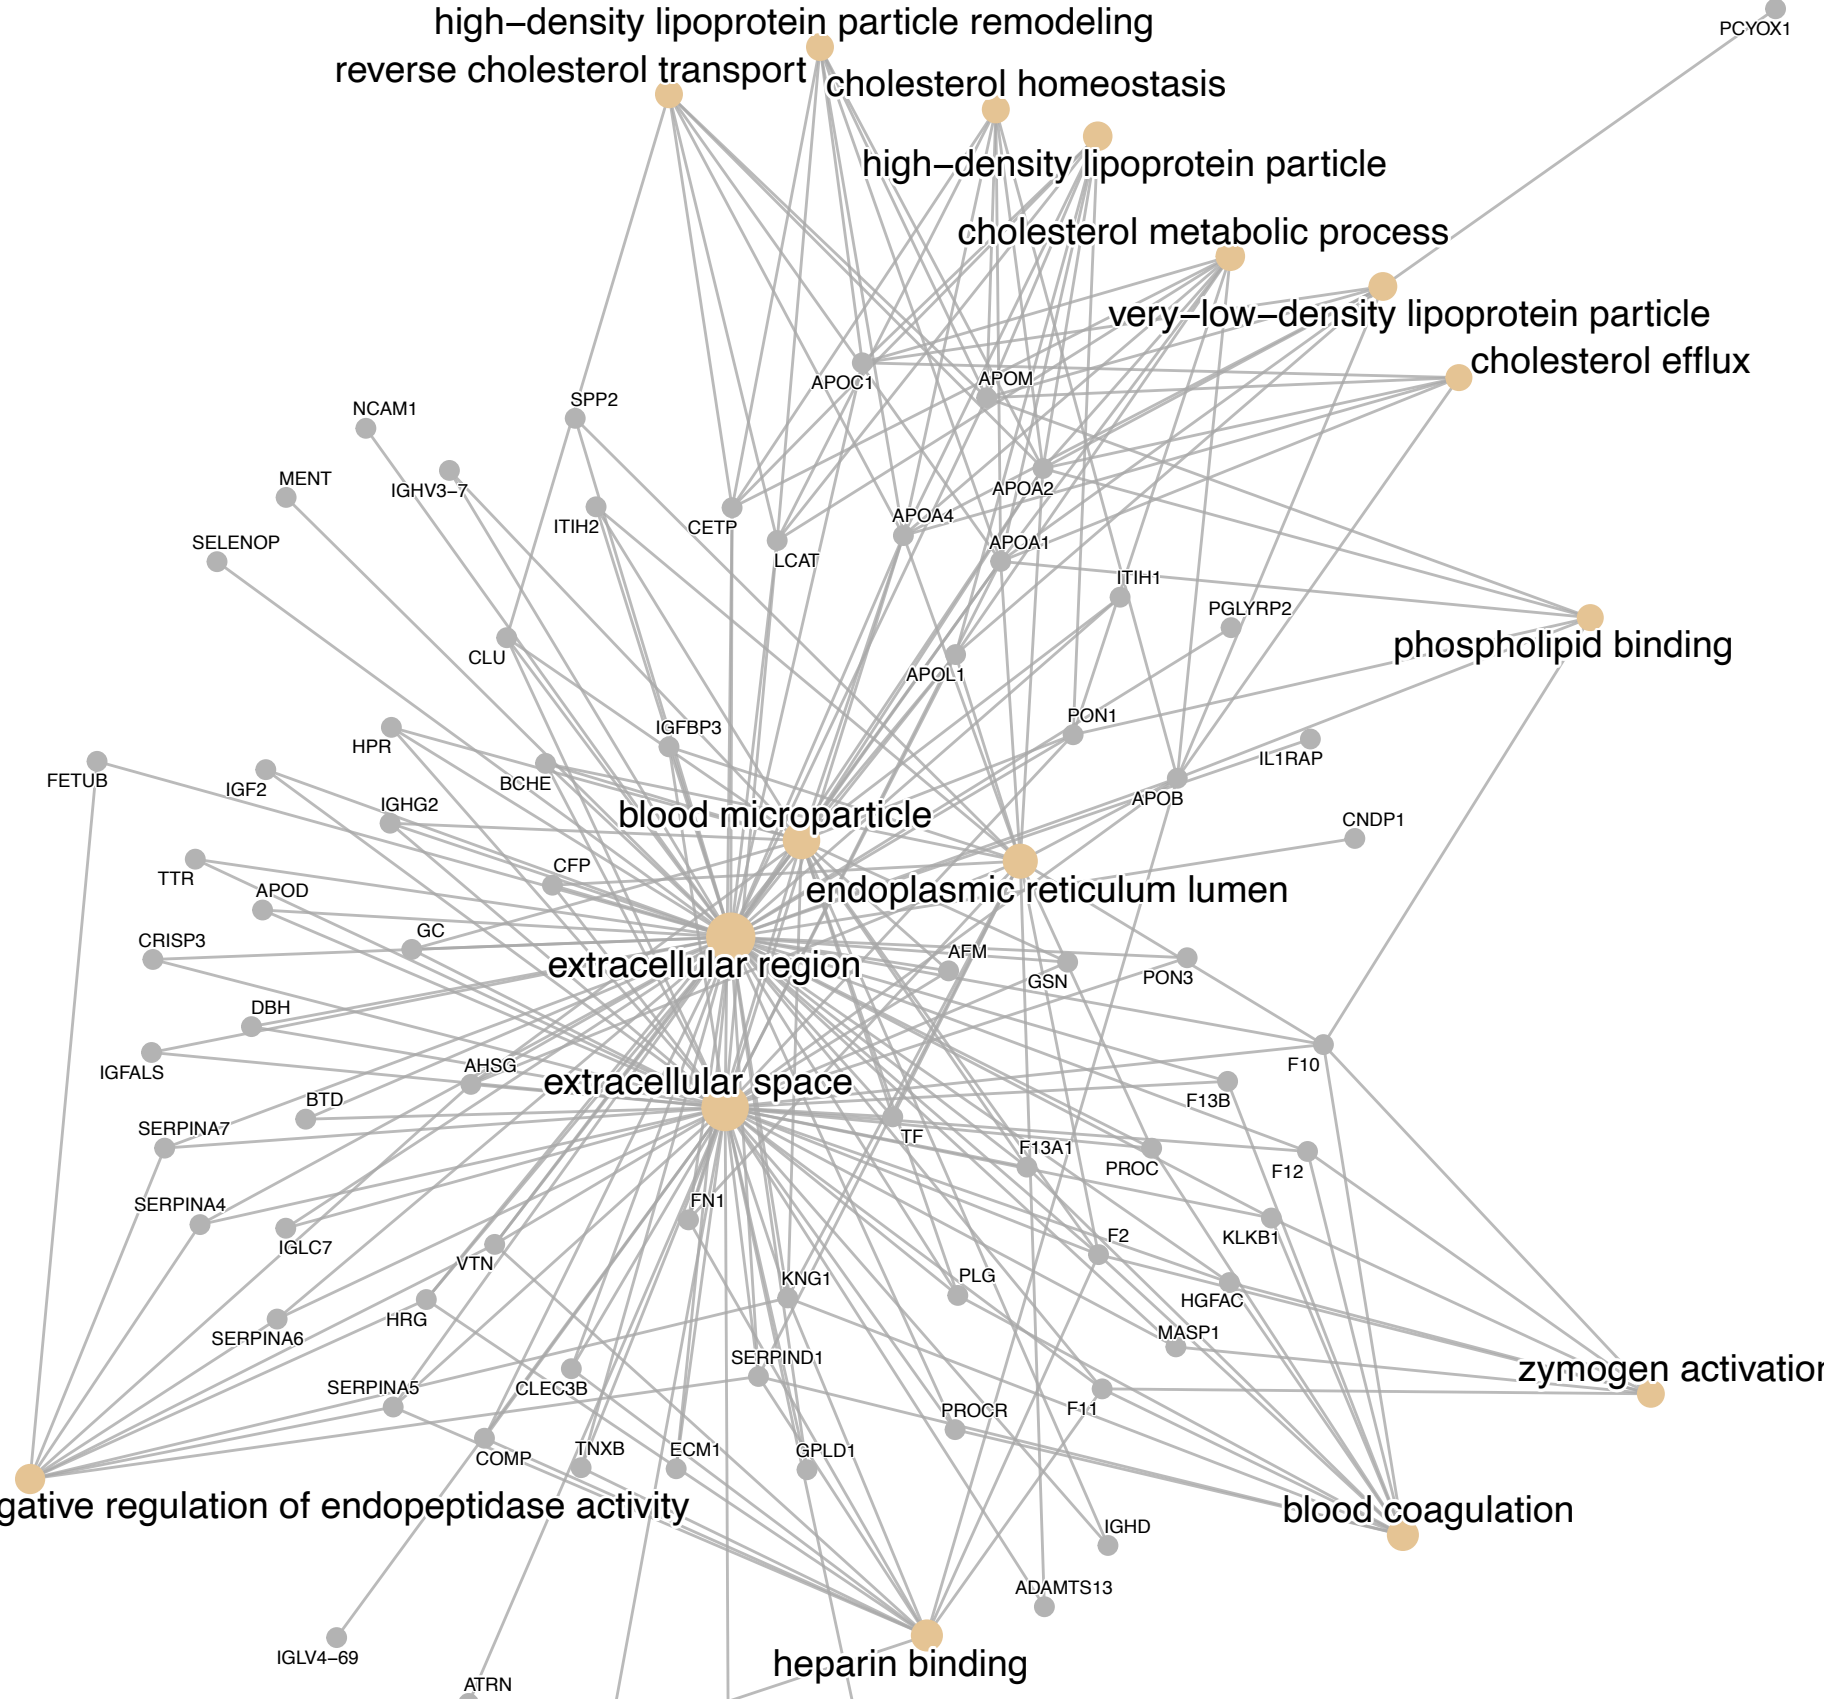 high−density lipoprotein particle remodeling
PCYOX1
reverse cholesterol transport
cholesterol homeostasis
high−density lipoprotein particle
cholesterol metabolic process
very−low−density lipoprotein particle
cholesterol efflux
APOC1
APOM
SPP2
NCAM1
MENT
IGHV3−7
APOA2
ITIH2
CETP
APOA4
SELENOP
APOA1
LCAT
ITIH1
PGLYRP2
CLU
phospholipid binding
APOL1
PON1
IGFBP3
HPR
IL1RAP
FETUB
BCHE
IGF2
APOB
IGHG2
blood microparticle
CNDP1
CFP
TTR
APOD
endoplasmic reticulum lumen
GC
CRISP3
AFM
extracellular region
GSN
PON3
DBH
F10
AHSG
IGFALS
extracellular space
BTD
F13B
SERPINA7
TF
F13A1
PROC
F12
SERPINA4
FN1
IGLC7
F2
KLKB1
VTN
KNG1
PLG
HGFAC
HRG
SERPINA6
MASP1
SERPIND1
zymogen activation
SERPINA5
CLEC3B
PROCR
F11
COMP
TNXB
ECM1
GPLD1
gative regulation of endopeptidase activity
blood coagulation
IGHD
ADAMTS13
IGLV4−69
heparin binding
ATRN